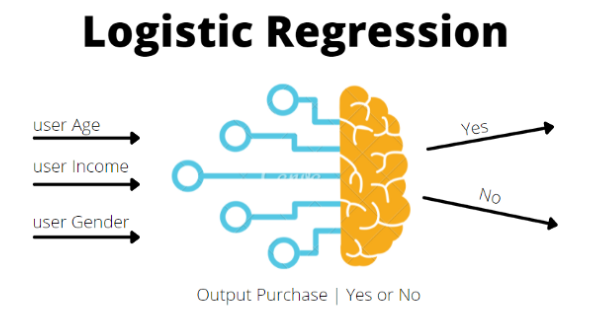 Logistic Regression
user Age
user Income
user Gender
Yes
No
Output Purchase | Yes or No